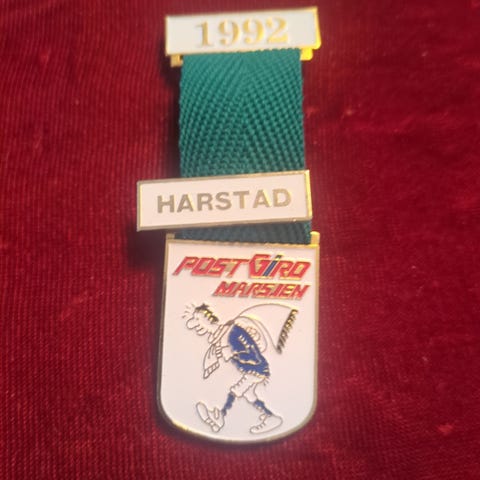 1992
HARSTAD
POSTGiRO
MARSJEN